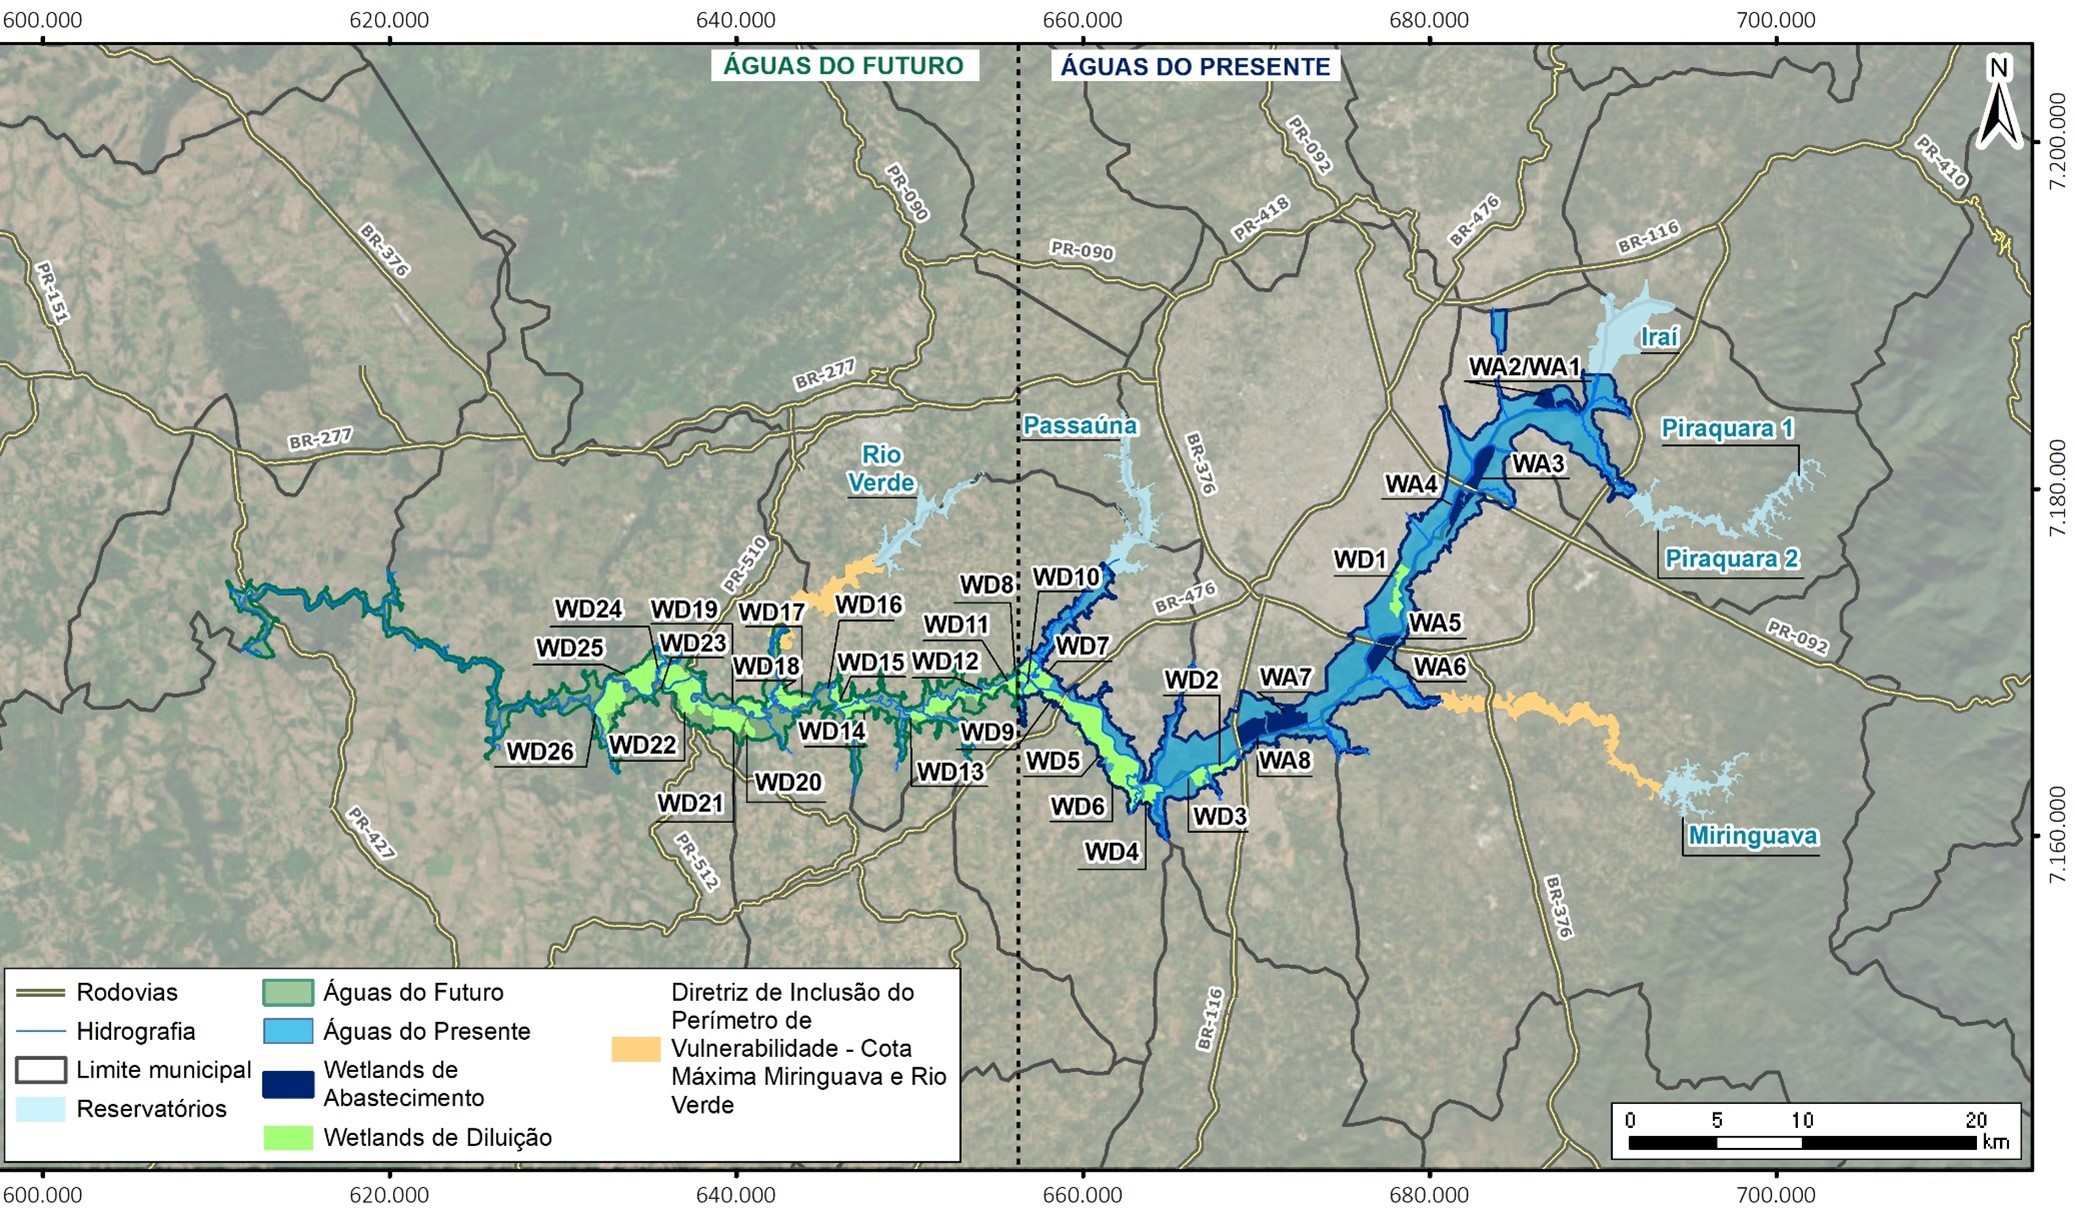 600.000
620.000
640.000
660.000
680.000
700.000
ÁGUAS DO FUTURO
ÁGUAS DO PRESENTE
N
7.200.000
7.180.000
7.160.000
PR-092
PR-410
PR-090
PR-418
BR-476
BR-116
PR-090
BR-376
PR-151
BR-277
BR-277
BR-376
PR-510
BR-476
PR-092
PR-427
PR-512
BR-116
BR-376
Iraí
WA2/WA1
Passaúna
Piraquara 1
Rio
Verde
WA3
WA4
WD1
Piraquara 2
WD8
WD10
WD24
WD19
WD17
WD16
WD11
WA5
WD25
WD23
WD7
WD18
WD15
WD12
WA6
WD2
WA7
WD26
WD22
WD14
WD9
WD5
WA8
WD13
WD20
WD21
WD6
WD3
Miringuava
WD4
Rodovias
Hidrografia
Limite municipal
Reservatórios
Águas do Futuro
Águas do Presente
Wetlands de
Abastecimento
Wetlands de Diluição
Diretriz de Inclusão do
Perímetro de
Vulnerabilidade - Cota
Máxima Miringuava e Rio
Verde
0 5 10 20
km
600.000
620.000
640.000
660.000
680.000
700.000